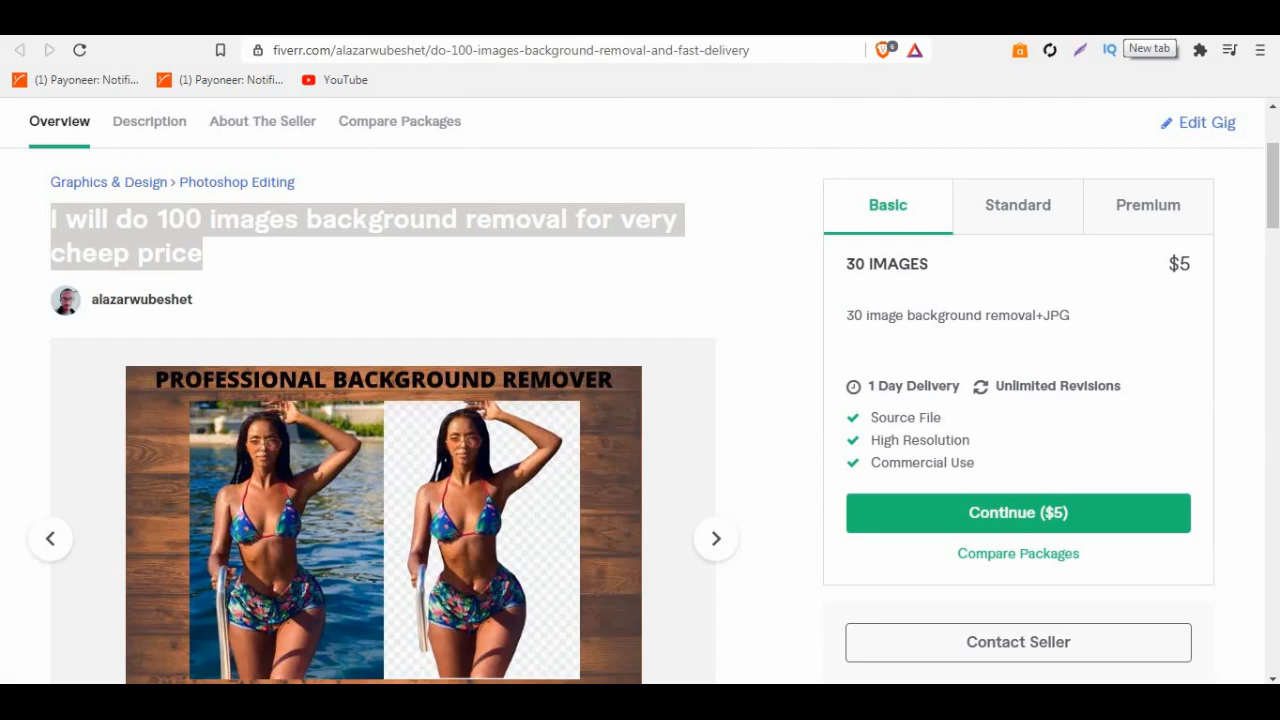 fiverr.com/alazarwubeshet/do-100-images-background-removal-and-fast-delivery
6
a
IQ
New tab
(1) Payoneer: Notifi...
(1) Payoneer: Notifi...
YouTube
Overview
Description
About The Seller
Compare Packages
Edit Gig
Graphics & Design › Photoshop Editing
I will do 100 images background removal for very
cheep price
alazarwubeshet
PROFESSIONAL BACKGROUND REMOVER
Basic
Standard
Premium
30 IMAGES
$5
30 image background removal+JPG
1 Day Delivery
Unlimited Revisions
Source File
High Resolution
Commercial Use
Continue ($5)
Compare Packages
Contact Seller